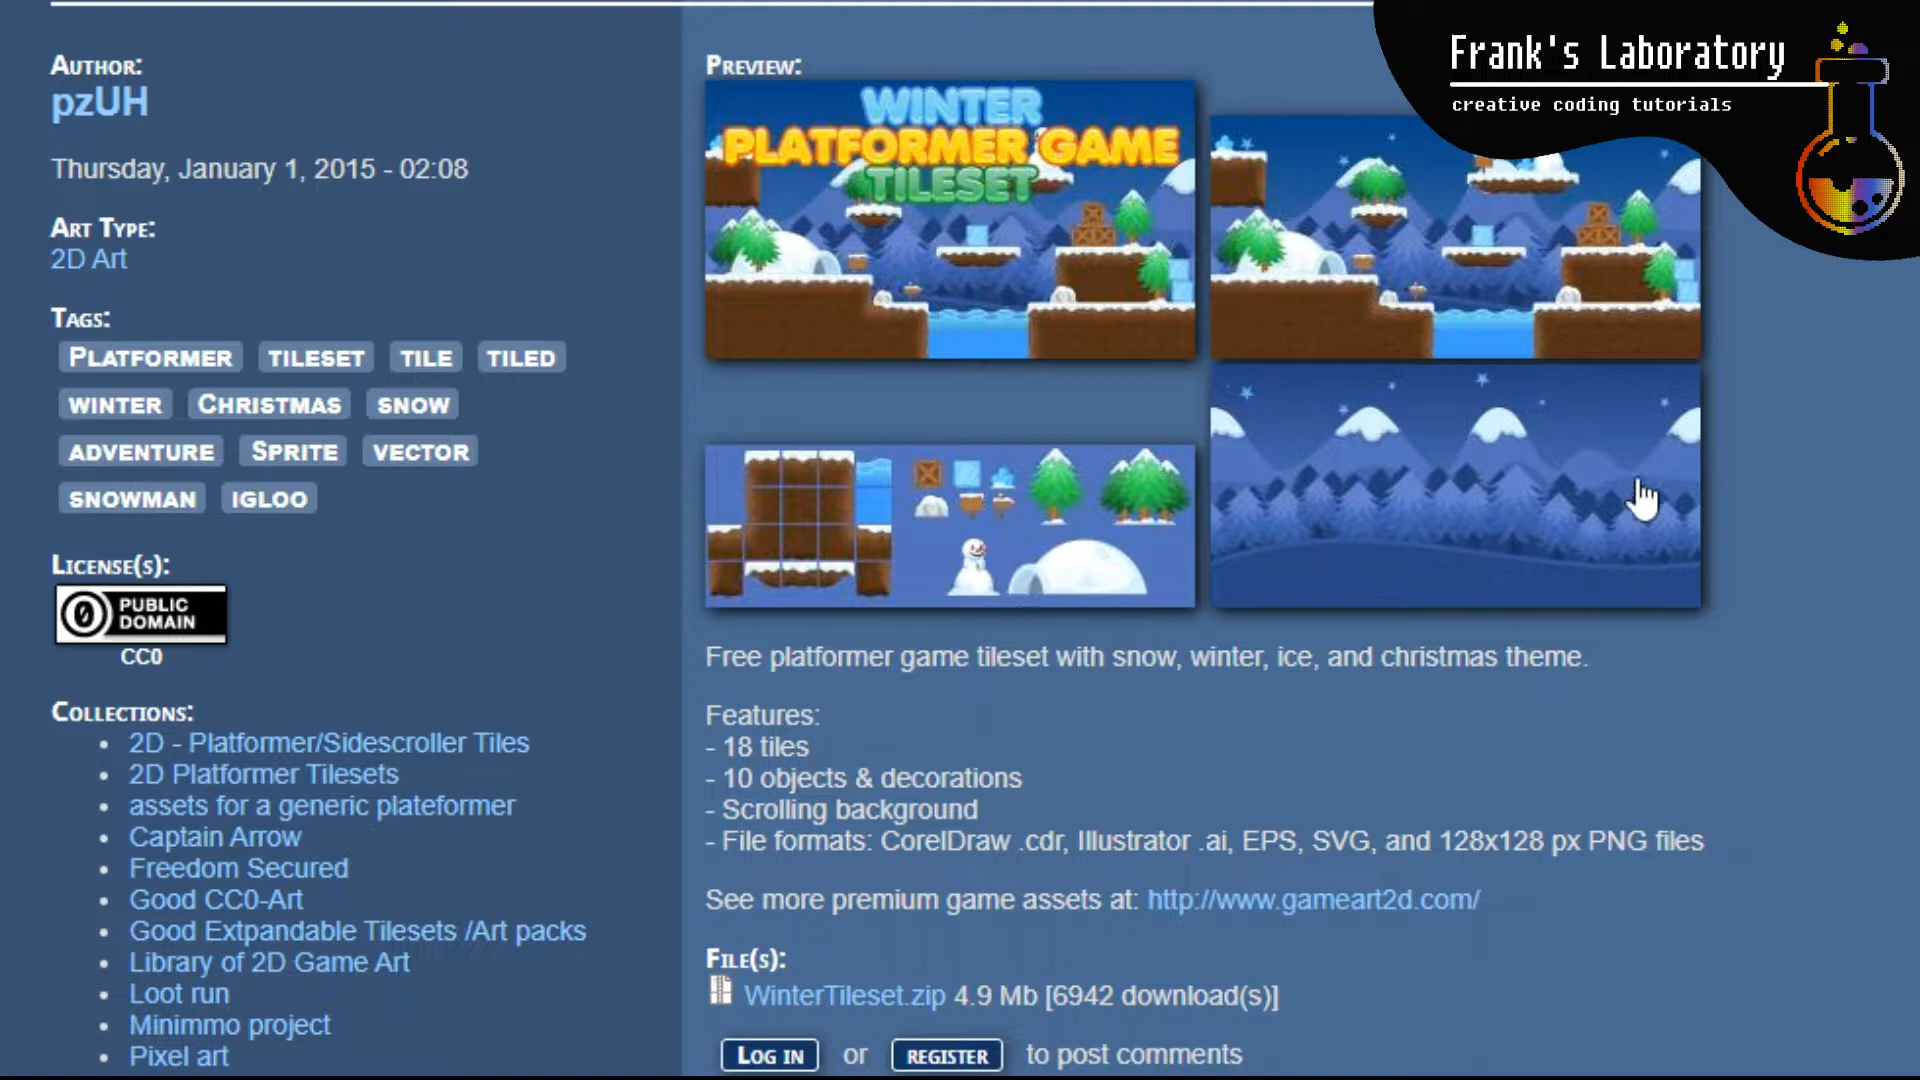 Author:
pzUH
Thursday, January 1, 2015 - 02:08
Art Type:
2D Art
Tags:
Platformer tileset tile tiled
winter Christmas snow
adventure Sprite vector
snowman igloo
License(s):
PUBLIC
DOMAIN
CC0
Collections:
• 2D - Platformer/Sidescroller Tiles
• 2D Platformer Tilesets
• assets for a generic plateformer
• Captain Arrow
• Freedom Secured
• Good CC0-Art
• Good Extpandable Tilesets /Art packs
• Library of 2D Game Art
• Loot run
• Minimmo project
• Pixel art
Preview:
WINTER
PLATFORMER GAME
TILESET
Free platformer game tileset with snow, winter, ice, and christmas theme.
Features:
- 18 tiles
- 10 objects & decorations
- Scrolling background
- File formats: CorelDraw .cdr, Illustrator .ai, EPS, SVG, and 128x128 px PNG files
See more premium game assets at: http://www.gameart2d.com/
File(s):
WinterTileset.zip 4.9 Mb [6942 download(s)]
Log in or register to post comments
Frank's Laboratory
creative coding tutorials